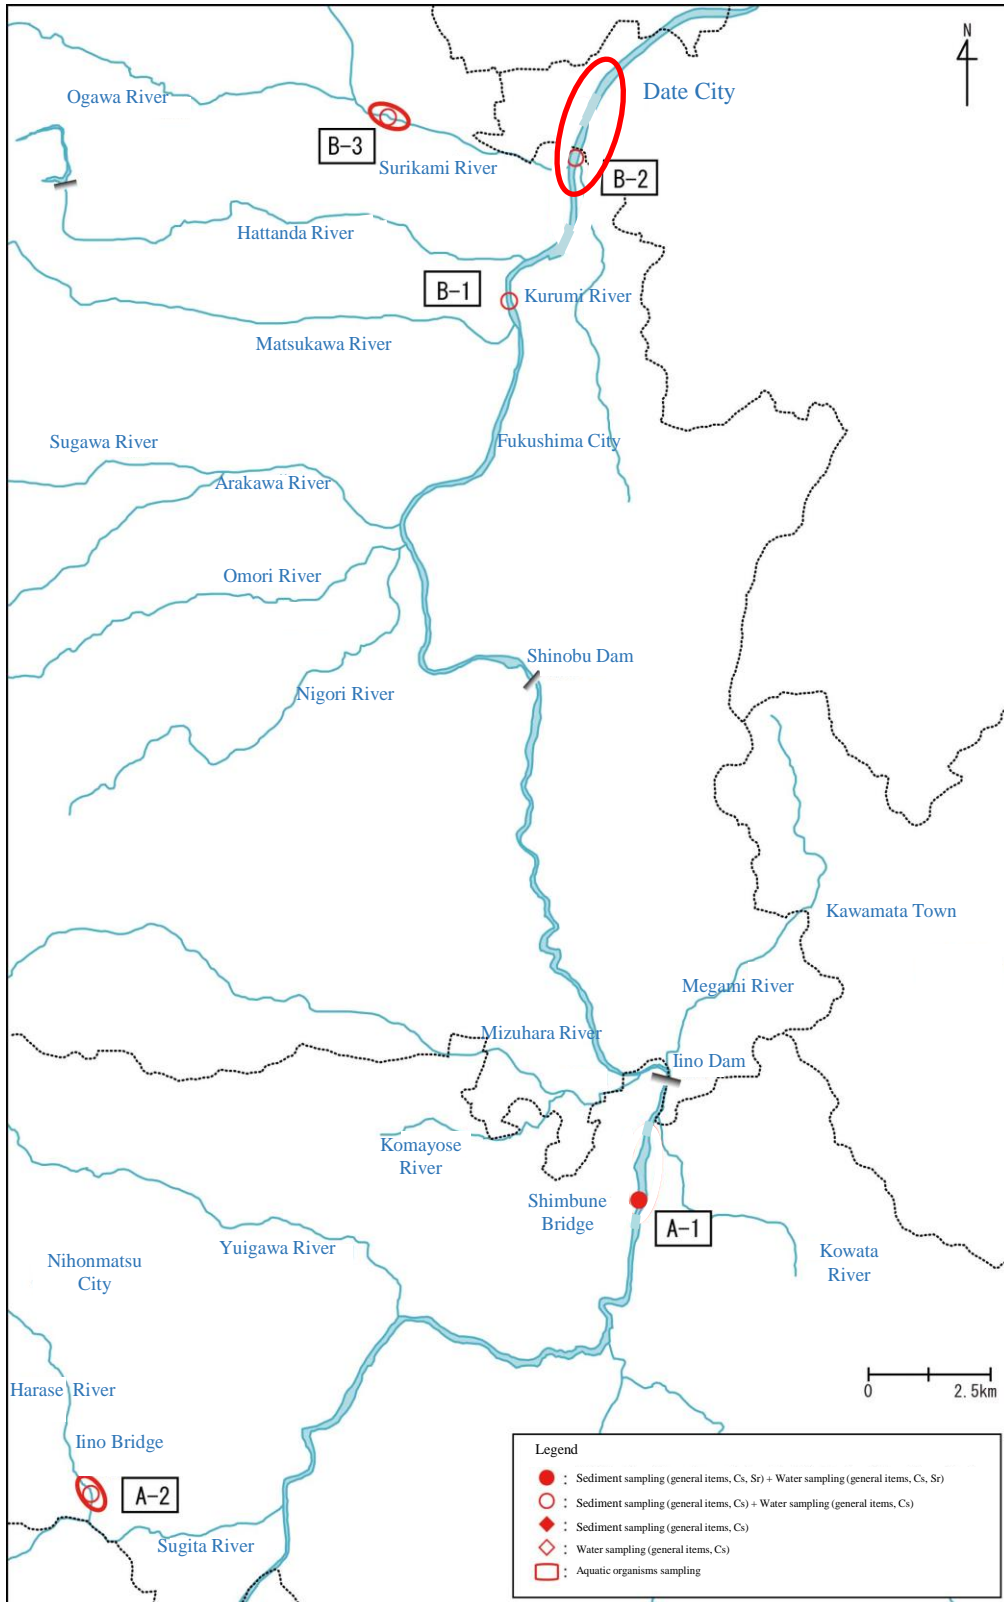 N
Date City
Ogawa River
B-3
Surikami River
B-2
Hattanda River
B-1
Kurumi River
Matsukawa River
Fukushima City
Sugawa River
Arakawa River
Omori River
Shinobu Dam
Nigori River
Kawamata Town
Megami River
Mizuhara River
Iino Dam
Komayose
River
Shimbune
Bridge
A-1
Yuigawa River
Nihonmatsu
City
Kowata
River
Harase River
0 2.5km
Iino Bridge
A-2
Sugita River
Legend
: Sediment sampling (general items, Cs, Sr) + Water sampling (general items, Cs, Sr)
: Sediment sampling (general items, Cs) + Water sampling (general items, Cs)
: Sediment sampling (general items, Cs)
: Water sampling (general items, Cs)
: Aquatic organisms sampling